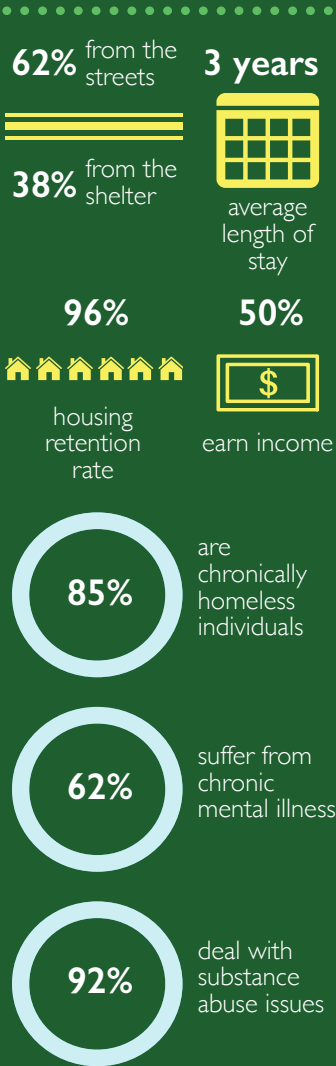 62% from the
streets
38% from the
shelter
3 years
$
average
length of
stay
96%
housing
retention
rate
50%
$
earn income
85%
are
chronically
homeless
individuals
62%
suffer from
chronic
mental illness
92%
deal with
substance
abuse issues